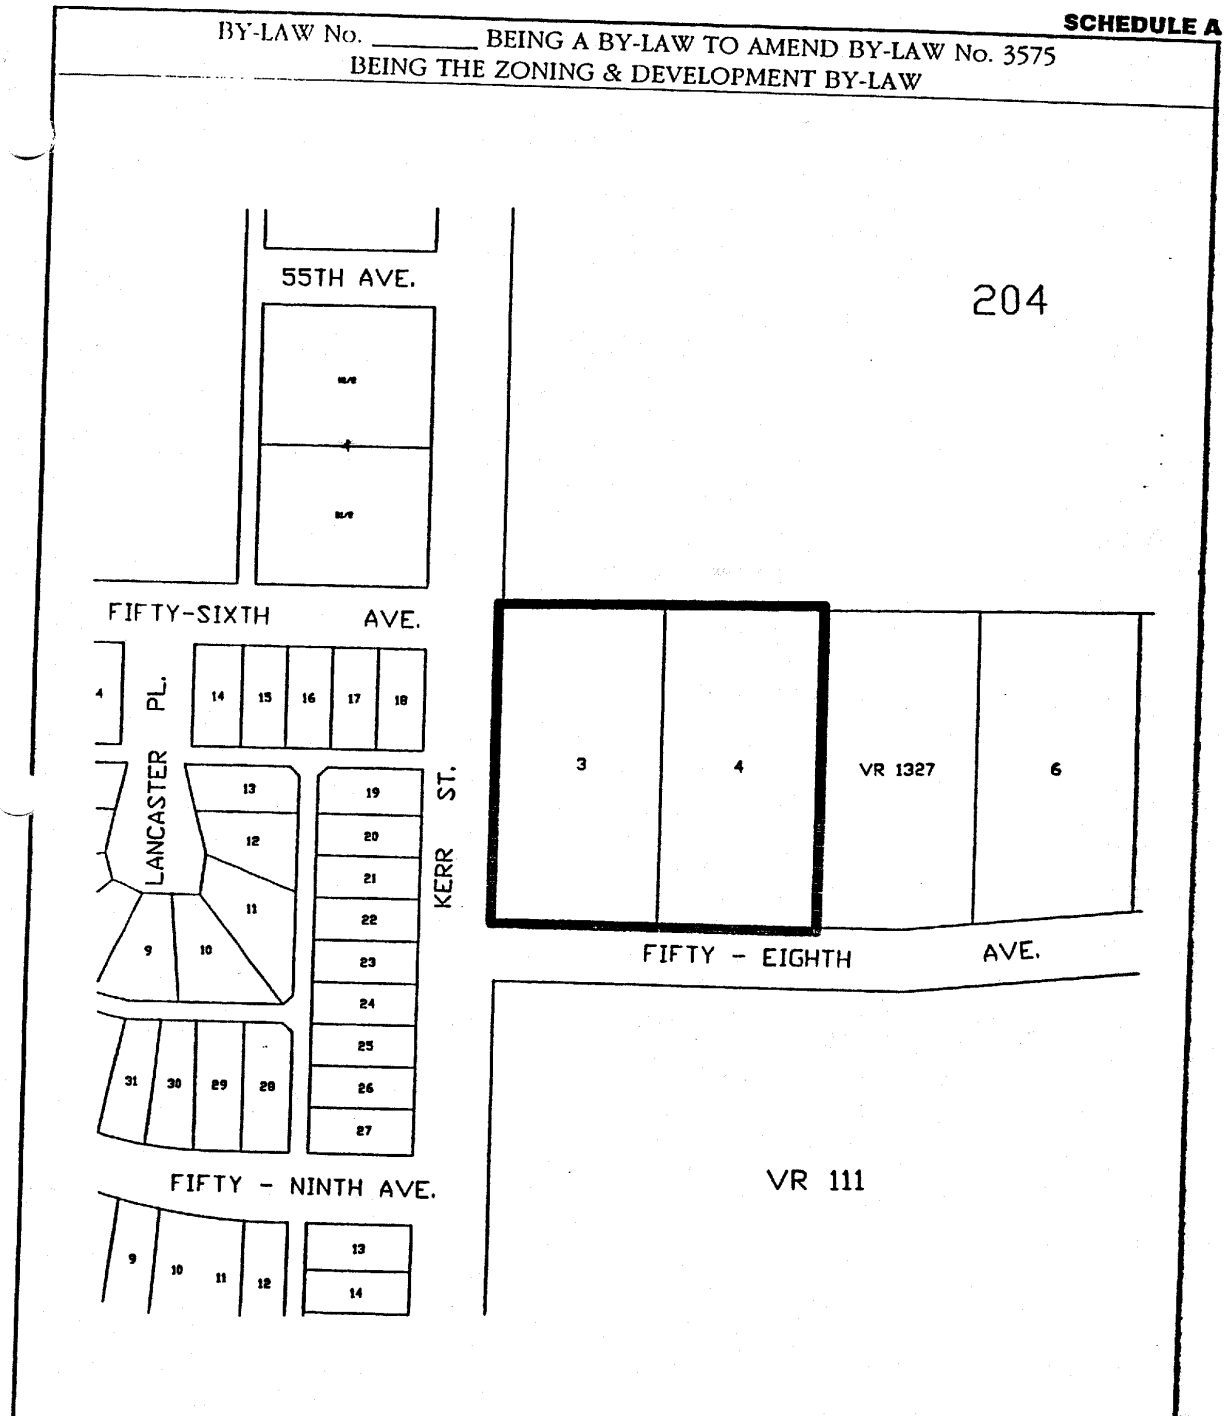 SCHEDULE A
BY-LAW No. ________ BEING A BY-LAW TO AMEND BY-LAW No. 3575
BEING THE ZONING & DEVELOPMENT BY-LAW
55TH AVE.
204
FIFTY-SIXTH AVE.
4
LANCASTER PL.
14 15 16 17 18
13
12
11
10
9
19
20
21
22
23
24
25
26
27
KERR ST.
3
4
VR 1327
6
FIFTY - EIGHTH AVE.
31 30 29 28
FIFTY - NINTH AVE.
VR 111
9 10 11 12
13
14